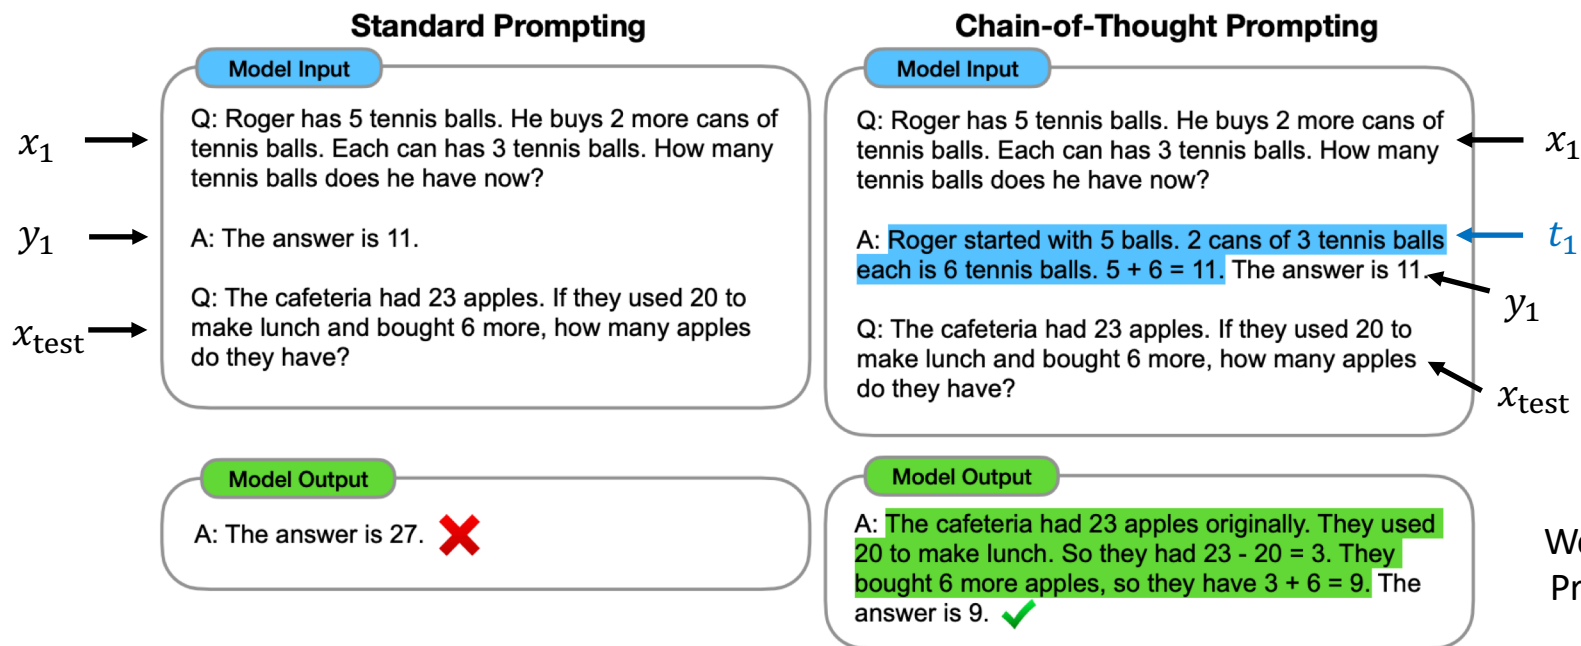 Standard Prompting
Model Input
x₁
Q: Roger has 5 tennis balls. He buys 2 more cans of
tennis balls. Each can has 3 tennis balls. How many
tennis balls does he have now?
y₁
A: The answer is 11.
x_test
Q: The cafeteria had 23 apples. If they used 20 to
make lunch and bought 6 more, how many apples
do they have?
Model Output
A: The answer is 27.
Chain-of-Thought Prompting
Model Input
Q: Roger has 5 tennis balls. He buys 2 more cans of
tennis balls. Each can has 3 tennis balls. How many
tennis balls does he have now?
x₁
A: Roger started with 5 balls. 2 cans of 3 tennis balls
each is 6 tennis balls. 5 + 6 = 11. The answer is 11.
t₁
y₁
Q: The cafeteria had 23 apples. If they used 20 to
make lunch and bought 6 more, how many apples
do they have?
x_test
Model Output
A: The cafeteria had 23 apples originally. They used
20 to make lunch. So they had 23 - 20 = 3. They
bought 6 more apples, so they have 3 + 6 = 9. The
answer is 9.